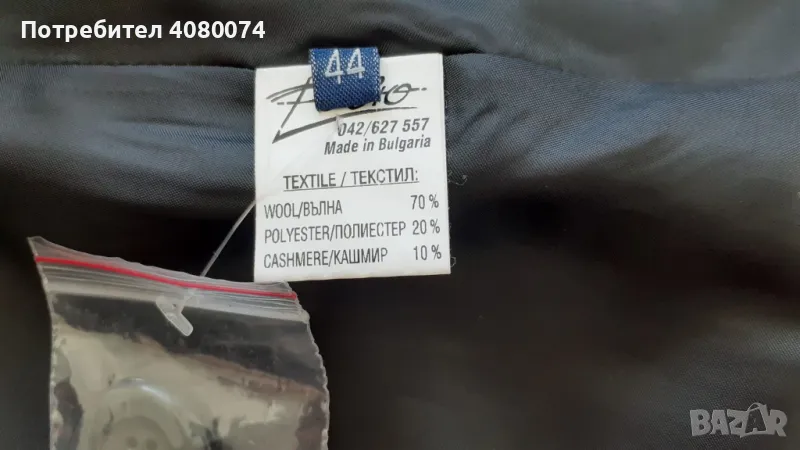 Потребител 4080074
44
042/627 557
Made in Bulgaria
TEXTILE / ТЕКСТИЛ:
WOOL/ВЪЛНА 70 %
POLYESTER/ПОЛИЕСТЕР 20 %
CASHMERE/КАШМИР 10 %
BAZAR